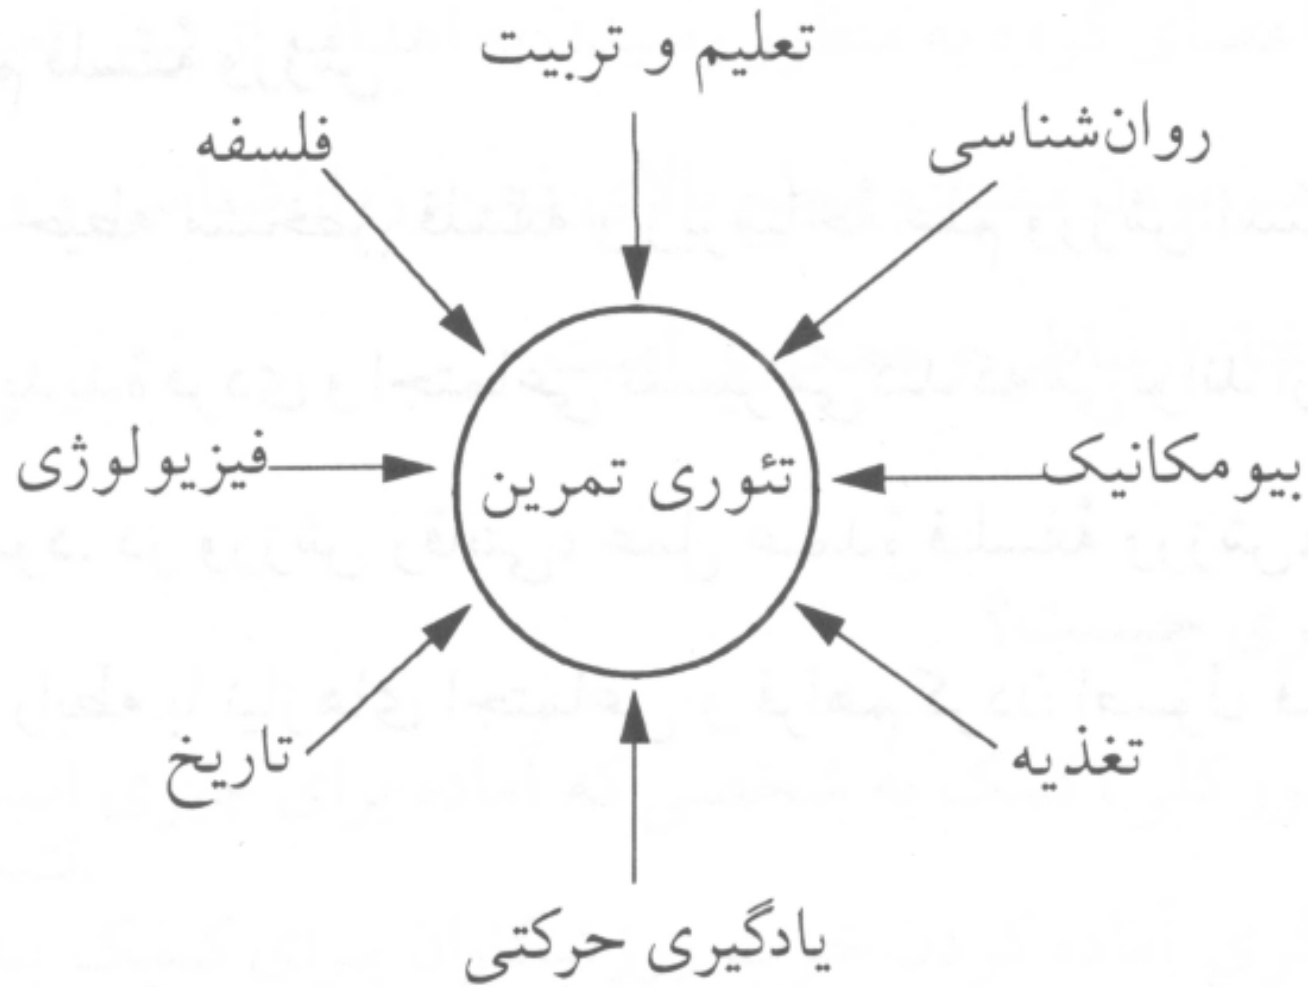 تعلیم و تربیت
روان‌شناسی
فلسفه
بیومکانیک
تئوری تمرین
فیزیولوژی
تغذیه
تاریخ
یادگیری حرکتی